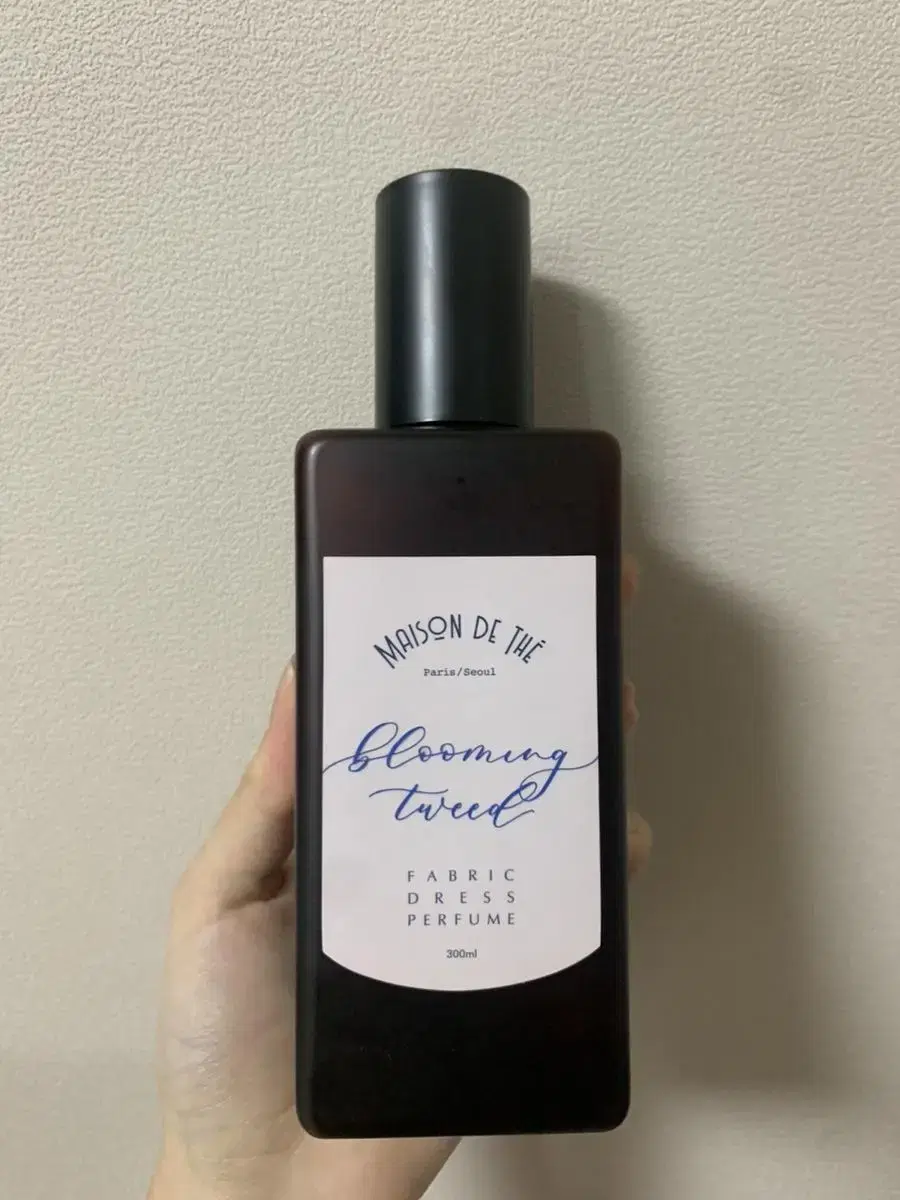 MAISON DE THÉ
Paris/Seoul
blooming
tweed
FABRIC
DRESS
PERFUME
300ml